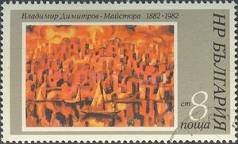 Владимир Димитров-Майстора 1882-1982
НР БЪЛГАРИЯ
ст 8
поща